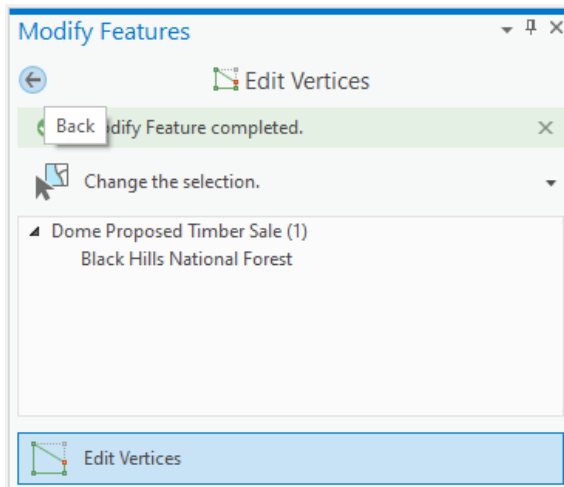 Modify Features
Edit Vertices
Back
dify Feature completed.
Change the selection.
Dome Proposed Timber Sale (1)
Black Hills National Forest
Edit Vertices